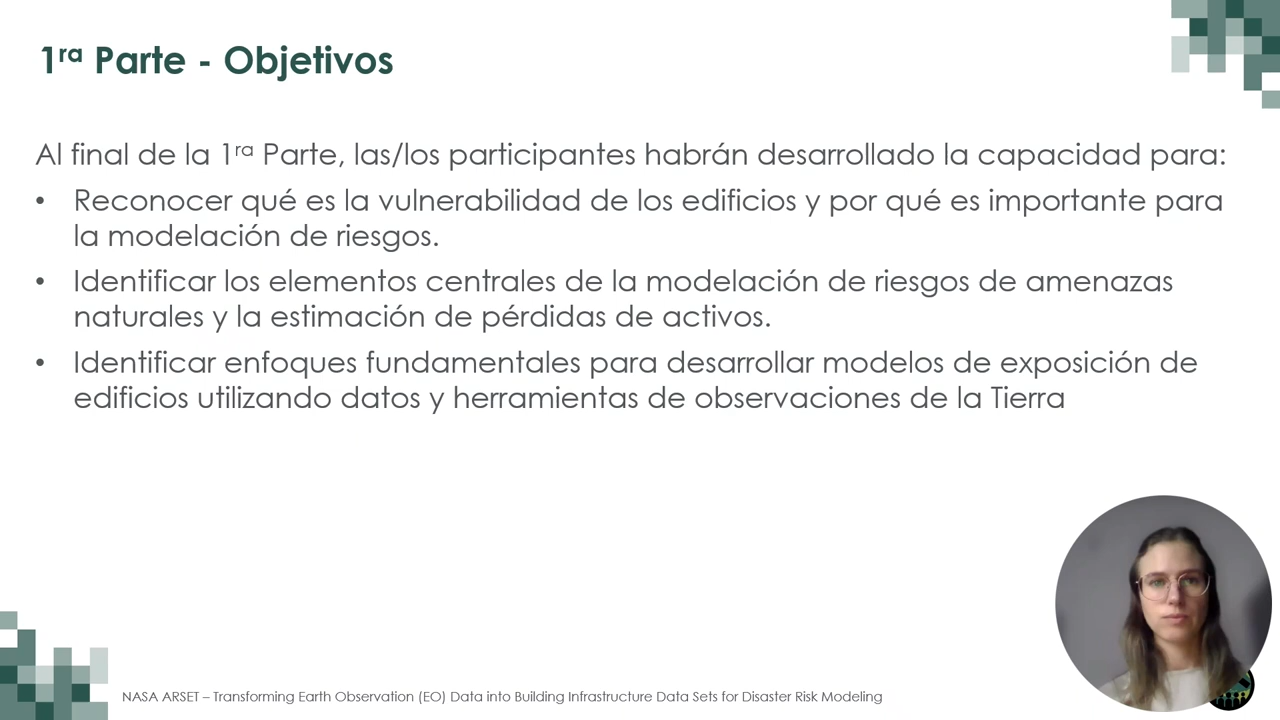 1ra Parte - Objetivos
Al final de la 1ra Parte, las/los participantes habrán desarrollado la capacidad para:
• Reconocer qué es la vulnerabilidad de los edificios y por qué es importante para
la modelación de riesgos.
• Identificar los elementos centrales de la modelación de riesgos de amenazas
naturales y la estimación de pérdidas de activos.
• Identificar enfoques fundamentales para desarrollar modelos de exposición de
edificios utilizando datos y herramientas de observaciones de la Tierra
NASA ARSET – Transforming Earth Observation (EO) Data into Building Infrastructure Data Sets for Disaster Risk Modeling